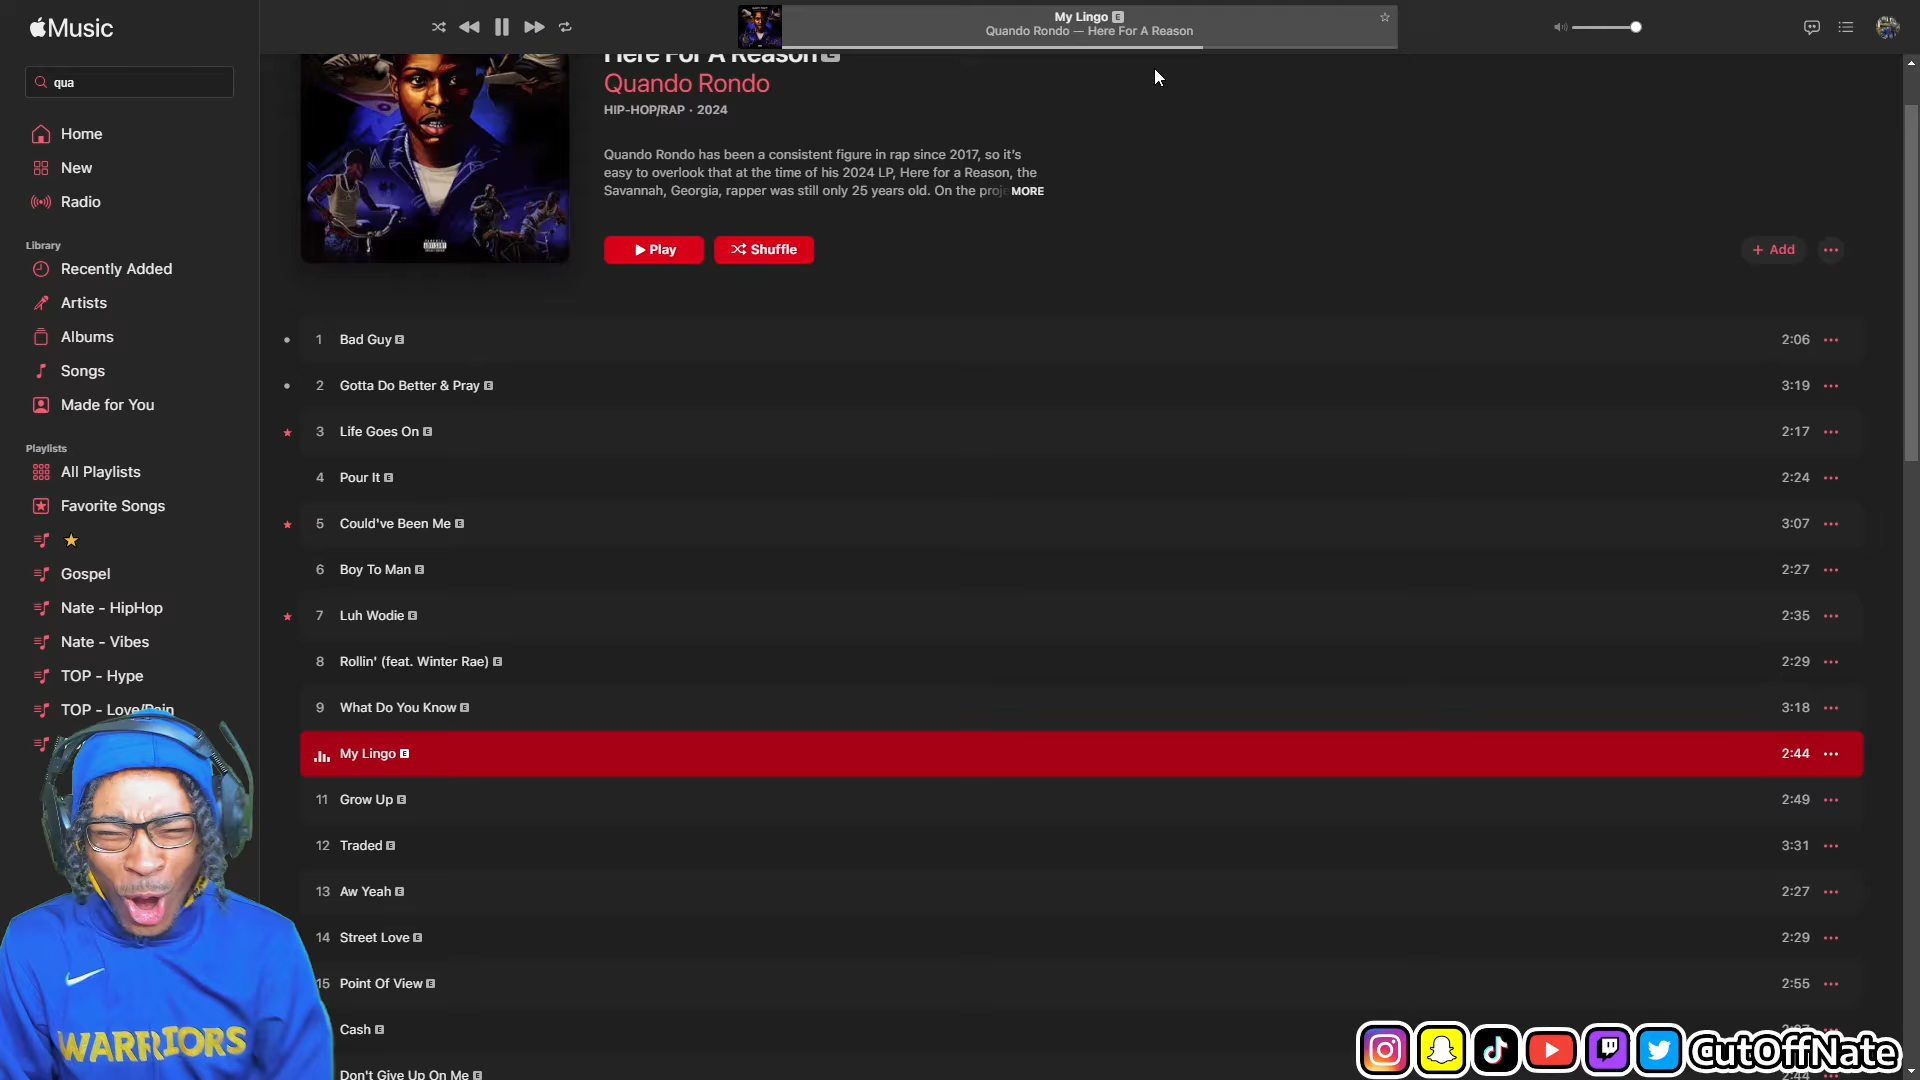 Music
My Lingo E
Quando Rondo — Here For A Reason
qua
Here For A Reason E
Quando Rondo
HIP-HOP/RAP · 2024
Quando Rondo has been a consistent figure in rap since 2017, so it's
easy to overlook that at the time of his 2024 LP, Here for a Reason, the
Savannah, Georgia, rapper was still only 25 years old. On the proje MORE
Play
Shuffle
+ Add
Home
New
Radio
Library
Recently Added
Artists
Albums
Songs
Made for You
Playlists
All Playlists
Favorite Songs
Gospel
Nate - HipHop
Nate - Vibes
TOP - Hype
TOP - Love/Pain
1 Bad Guy E 2:06
2 Gotta Do Better & Pray E 3:19
3 Life Goes On E 2:17
4 Pour It E 2:24
5 Could've Been Me E 3:07
6 Boy To Man E 2:27
7 Luh Wodie E 2:35
8 Rollin' (feat. Winter Rae) E 2:29
9 What Do You Know E 3:18
My Lingo E 2:44
11 Grow Up E 2:49
12 Traded E 3:31
13 Aw Yeah E 2:27
14 Street Love E 2:29
15 Point Of View E 2:55
Cash E
Don't Give Up On Me E 2:44
WARRIORS
CutOffNate